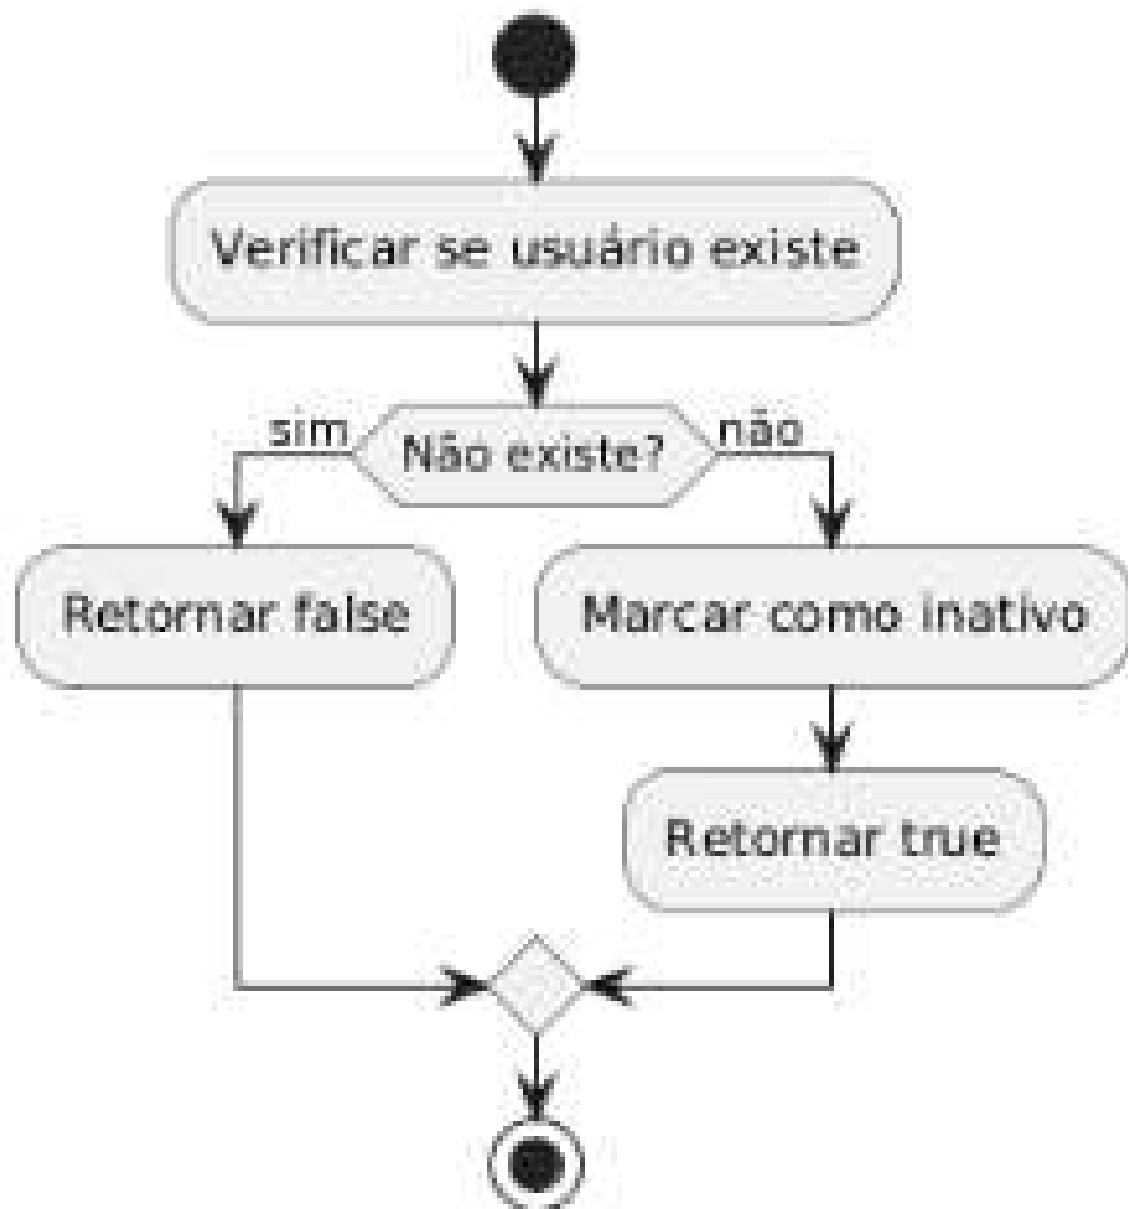 Verificar se usuário existe
sim
Não existe?
não
Retornar false
Marcar como inativo
Retornar true